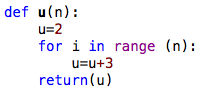 def u(n):
    u=2
    for i in range (n):
        u=u+3
    return(u)